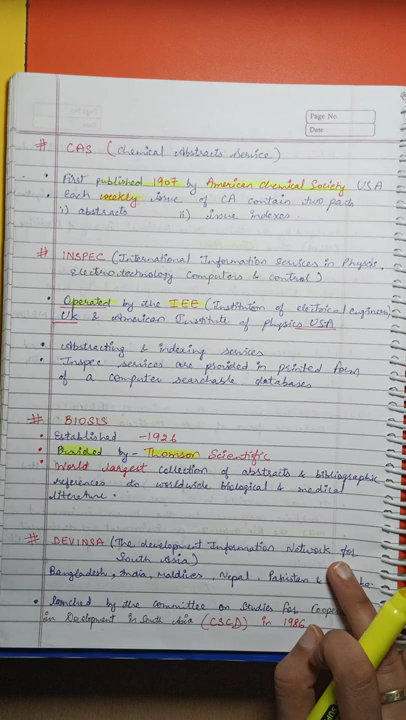 Page No.
Date
# CAS (Chemical Abstracts Service.)
• First published 1907 by American Chemical Society USA
• Each weekly issue of CA contain two parts
i) abstracts ii) issue indexes.
# INSPEC (International Information Services in Physics,
electro.technology computers & control)
• Operated by the IEE (Institution of electrical engineers)
UK & American Institute of physics USA
• Abstracting & indexing services
• Inspec services are provided in printed form
of a computer searchable databases
# BIOSIS
• Established -1926
• Provided by - Thomson Scientific
• World largest collection of abstracts & bibliographic
references to worldwide biological & medical
literature.
# DEVINSA (The development Information Network for
South Asia)
Bangladesh, India, Maldives, Nepal, Pakistan &
• launched by the committee on Studies for
in Development in South Asia (CSCD) in 1986